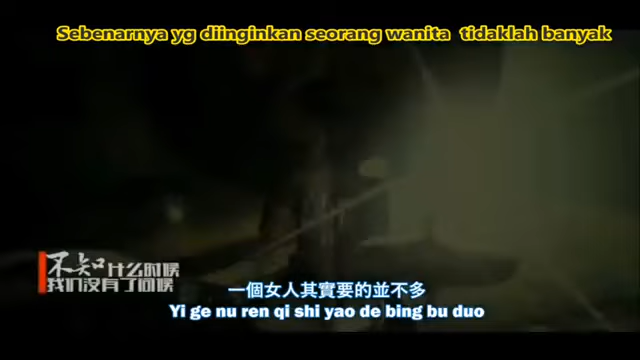 Sebenarnya yg diinginkan seorang wanita tidaklah banyak
不知什么时候
我们没有了问候
一個女人其實要的並不多
Yi ge nu ren qi shi yao de bing bu duo